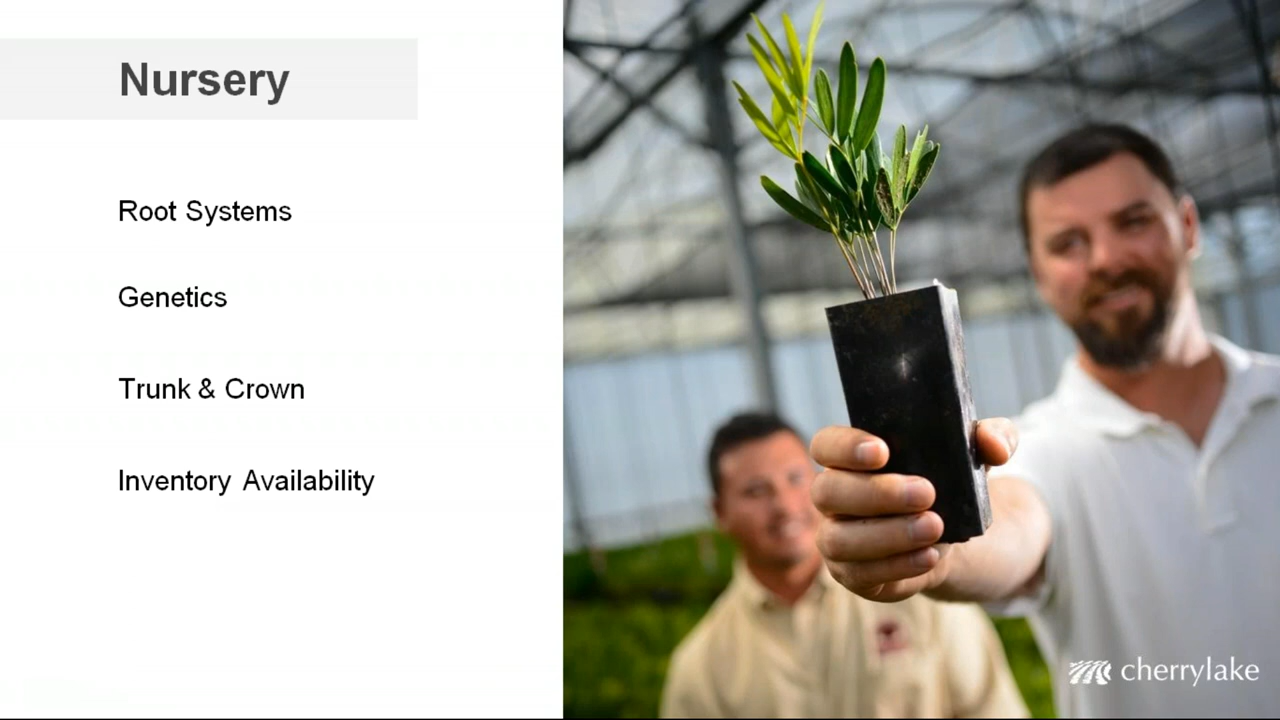 Nursery
Root Systems
Genetics
Trunk & Crown
Inventory Availability
cherrylake